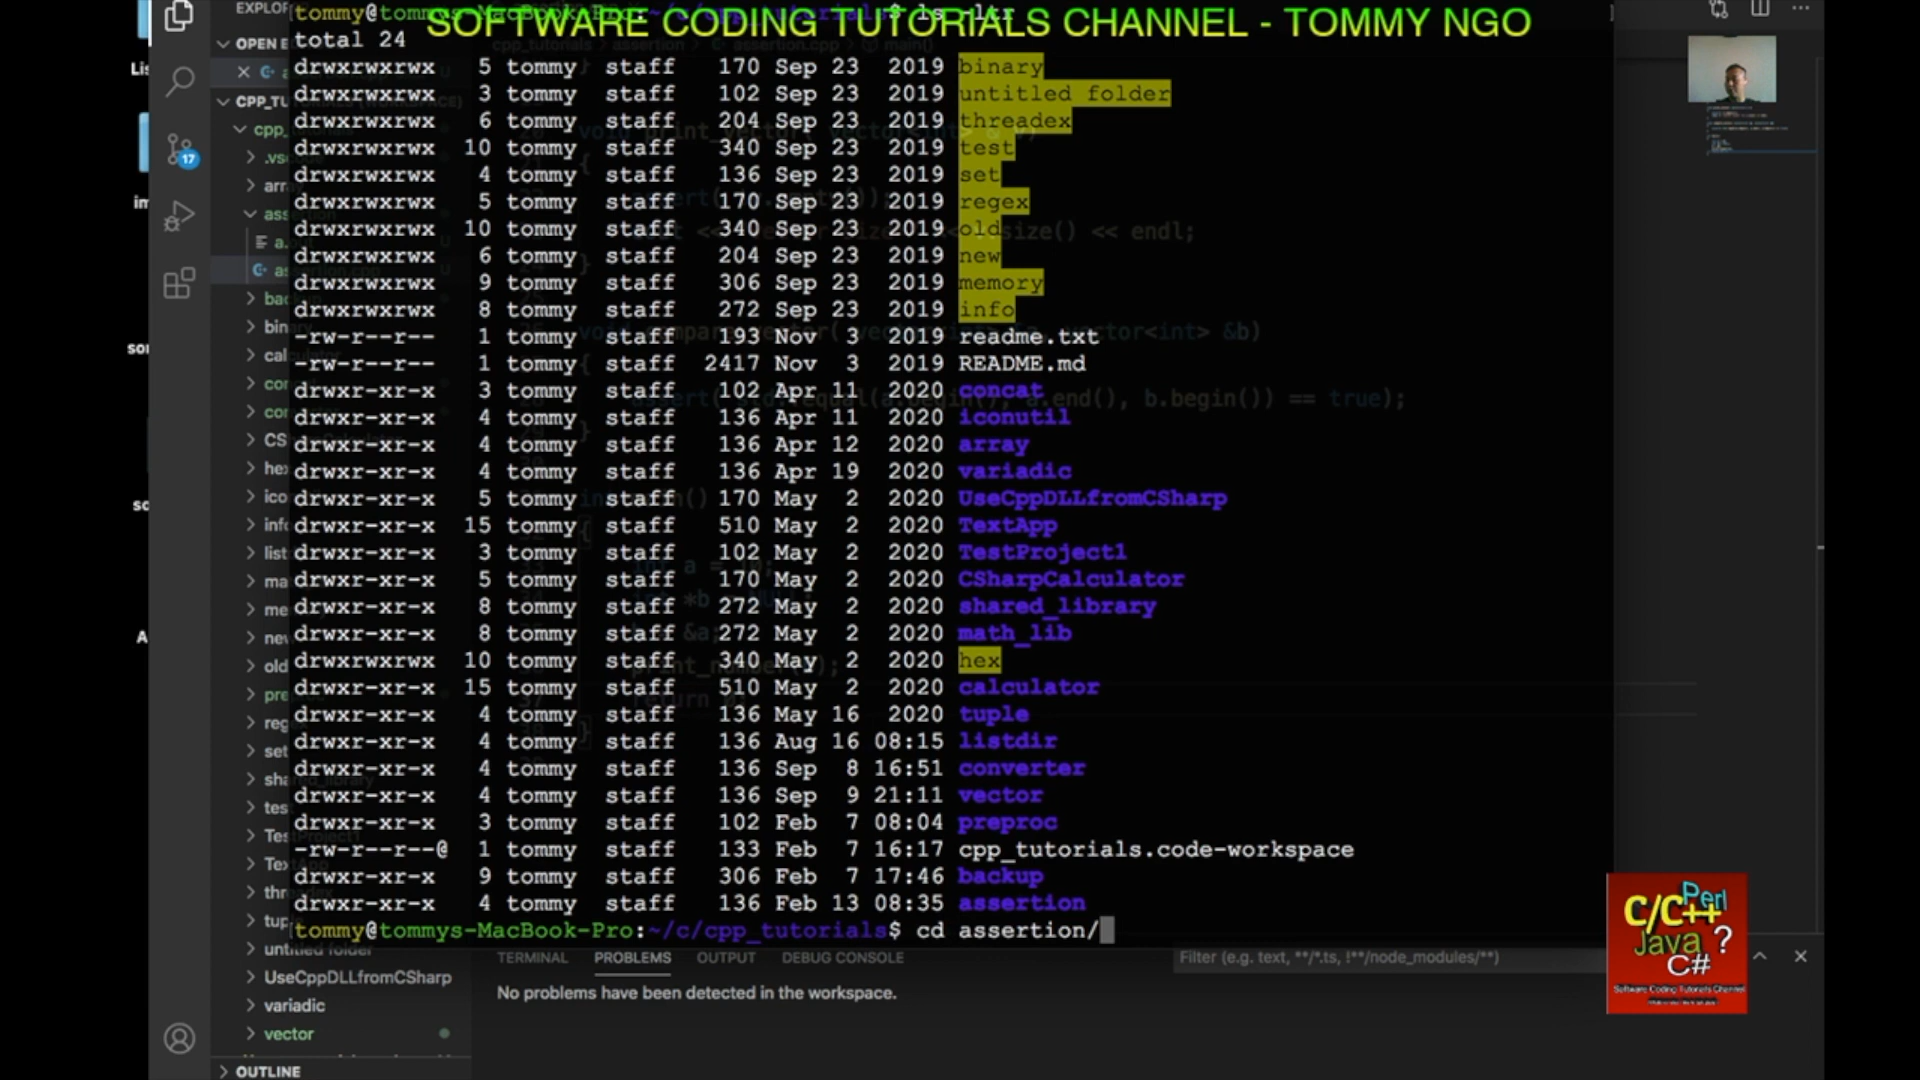 SOFTWARE CODING TUTORIALS CHANNEL - TOMMY NGO
tommy@tommys-MacBook-Pro:~/c/cpp_tutorials$ ls -ltr
total 24
drwxrwxrwx 5 tommy staff 170 Sep 23 2019 binary
drwxrwxrwx 3 tommy staff 102 Sep 23 2019 untitled folder
drwxrwxrwx 6 tommy staff 204 Sep 23 2019 threadex
drwxrwxrwx 10 tommy staff 340 Sep 23 2019 test
drwxrwxrwx 4 tommy staff 136 Sep 23 2019 set
drwxrwxrwx 5 tommy staff 170 Sep 23 2019 regex
drwxrwxrwx 10 tommy staff 340 Sep 23 2019 old
drwxrwxrwx 6 tommy staff 204 Sep 23 2019 new
drwxrwxrwx 9 tommy staff 306 Sep 23 2019 memory
drwxrwxrwx 8 tommy staff 272 Sep 23 2019 info
-rw-r--r-- 1 tommy staff 193 Nov 3 2019 readme.txt
-rw-r--r-- 1 tommy staff 2417 Nov 3 2019 README.md
drwxr-xr-x 3 tommy staff 102 Apr 11 2020 concat
drwxr-xr-x 4 tommy staff 136 Apr 11 2020 iconutil
drwxr-xr-x 4 tommy staff 136 Apr 12 2020 array
drwxr-xr-x 4 tommy staff 136 Apr 19 2020 variadic
drwxr-xr-x 5 tommy staff 170 May 2 2020 UseCppDLLfromCSharp
drwxr-xr-x 15 tommy staff 510 May 2 2020 TextApp
drwxr-xr-x 3 tommy staff 102 May 2 2020 TestProject1
drwxr-xr-x 5 tommy staff 170 May 2 2020 CSharpCalculator
drwxr-xr-x 8 tommy staff 272 May 2 2020 shared_library
drwxr-xr-x 8 tommy staff 272 May 2 2020 math_lib
drwxrwxrwx 10 tommy staff 340 May 2 2020 hex
drwxr-xr-x 15 tommy staff 510 May 2 2020 calculator
drwxr-xr-x 4 tommy staff 136 May 16 2020 tuple
drwxr-xr-x 4 tommy staff 136 Aug 16 08:15 listdir
drwxr-xr-x 4 tommy staff 136 Sep 8 16:51 converter
drwxr-xr-x 4 tommy staff 136 Sep 9 21:11 vector
drwxr-xr-x 3 tommy staff 102 Feb 7 08:04 preproc
-rw-r--r--@ 1 tommy staff 133 Feb 7 16:17 cpp_tutorials.code-workspace
drwxr-xr-x 9 tommy staff 306 Feb 7 17:46 backup
drwxr-xr-x 4 tommy staff 136 Feb 13 08:35 assertion
tommy@tommys-MacBook-Pro:~/c/cpp_tutorials$ cd assertion/
17
untitled folder
UseCppDLLfromCSharp
variadic
vector
OUTLINE
TERMINAL PROBLEMS OUTPUT DEBUG CONSOLE
Filter (e.g. text, **/*.ts, !**/node_modules/**)
No problems have been detected in the workspace.
C/C++ Perl
Java ?
C#
Software Coding Tutorials Channel